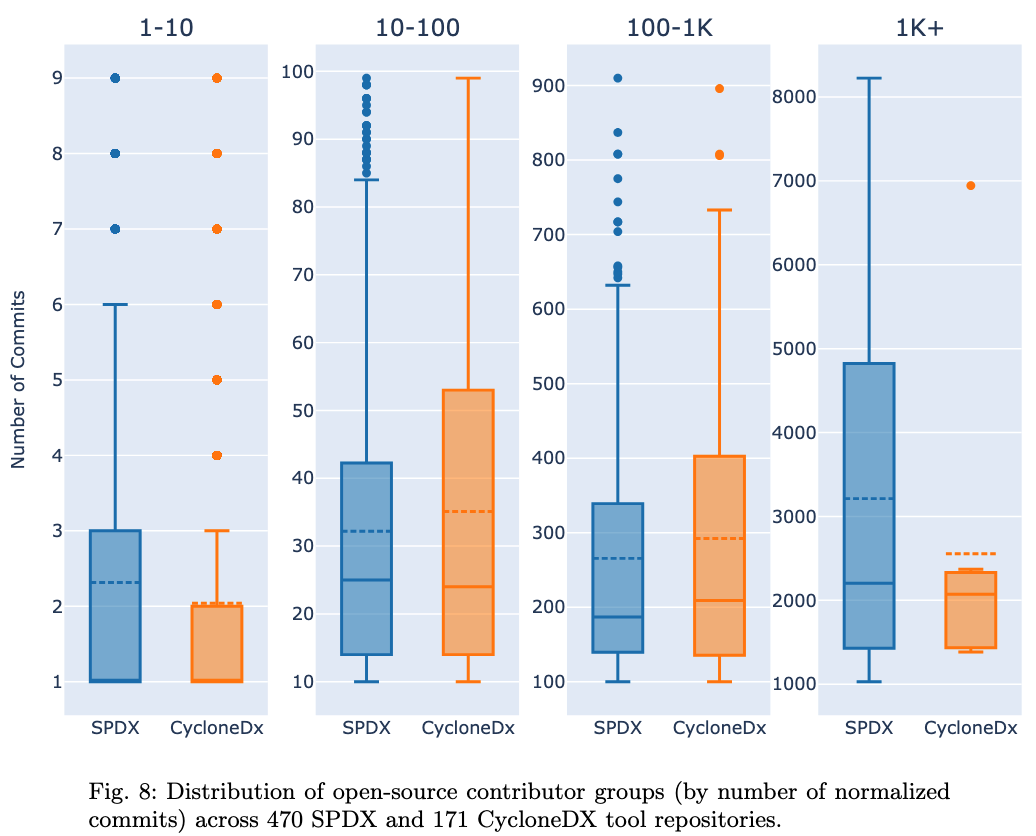 1-10
10-100
100-1K
1K+
Number of Commits
9
8
7
6
5
4
3
2
1
SPDX
CycloneDx
100
90
80
70
60
50
40
30
20
10
SPDX
CycloneDx
900
800
700
600
500
400
300
200
100
SPDX
CycloneDx
8000
7000
6000
5000
4000
3000
2000
1000
SPDX
CycloneDx
Fig. 8: Distribution of open-source contributor groups (by number of normalized
commits) across 470 SPDX and 171 CycloneDX tool repositories.